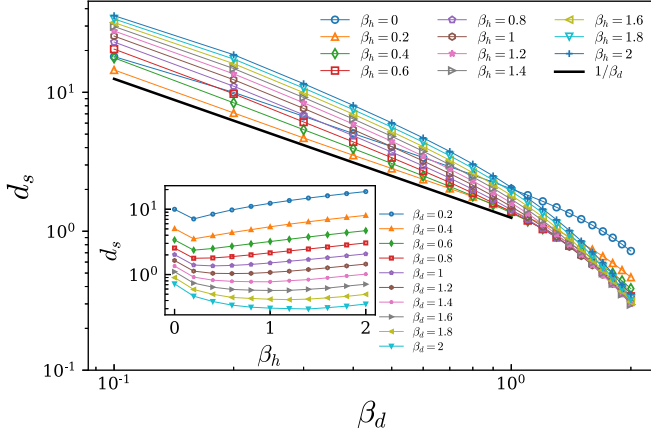 10^1
10^0
10^-1
d_s
10^-1
10^0
β_d
β_h = 0
β_h = 0.2
β_h = 0.4
β_h = 0.6
β_h = 0.8
β_h = 1
β_h = 1.2
β_h = 1.4
β_h = 1.6
β_h = 1.8
β_h = 2
1/β_d
10^1
10^0
d_s
0
1
2
β_h
β_d = 0.2
β_d = 0.4
β_d = 0.6
β_d = 0.8
β_d = 1
β_d = 1.2
β_d = 1.4
β_d = 1.6
β_d = 1.8
β_d = 2